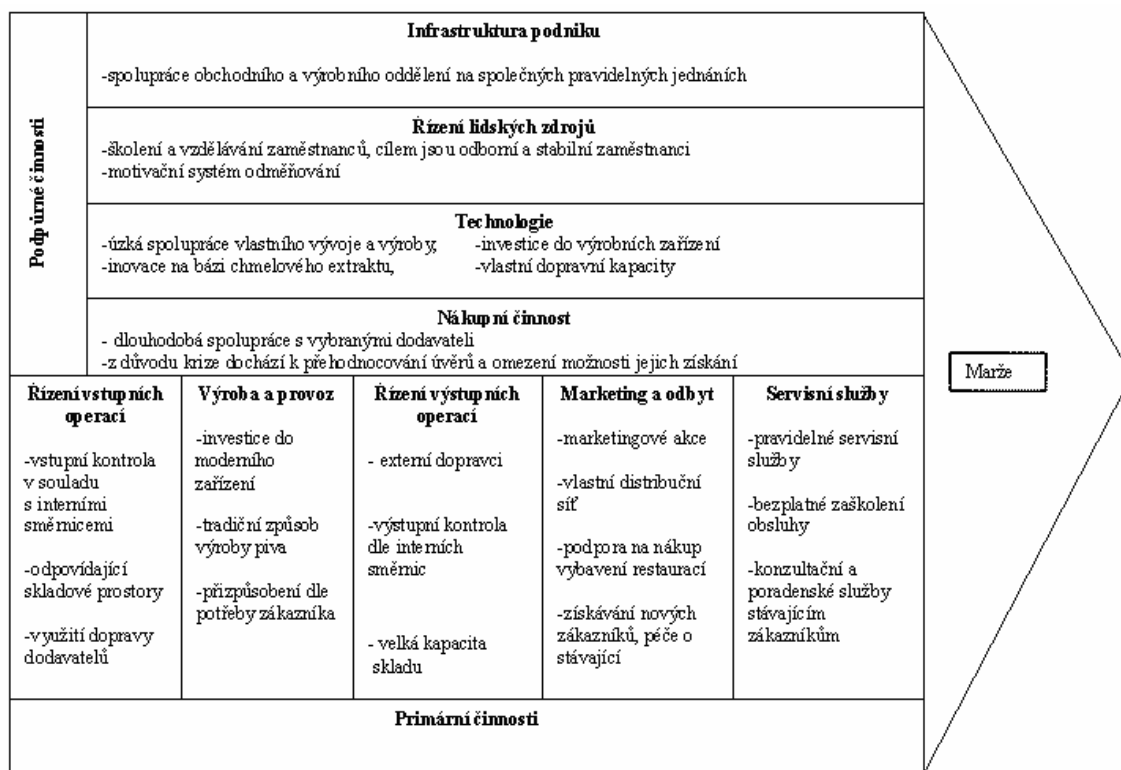 Podpůrné činnosti
Infrastruktura podniku
-spolupráce obchodního a výrobního oddělení na společných pravidelných jednáních
Řízení lidských zdrojů
-školení a vzdělávání zaměstnanců, cílem jsou odborní a stabilní zaměstnanci
-motivační systém odměňování
Technologie
-úzká spolupráce vlastního vývoje a výroby, -investice do výrobních zařízení
-inovace na bázi chmelového extraktu, -vlastní dopravní kapacity
Nákupní činnost
- dlouhodobá spolupráce s vybranými dodavateli
-z důvodu krize dochází k přehodnocování úvěrů a omezení možnosti jejich získání
Řízení vstupních
operací
-vstupní kontrola
v souladu
s interními
směrnicemi
-odpovídající
skladové prostory
-využití dopravy
dodavatelů
Výroba a provoz
-investice do
moderního
zařízení
-tradiční způsob
výroby piva
-přizpůsobení dle
potřeby zákazníka
Řízení výstupních
operací
- externí dopravci
-výstupní kontrola
dle interních
směrnic
- velká kapacita
skladu
Marketing a odbyt
-marketingové akce
-vlastní distribuční
síť
-podpora na nákup
vybavení restaurací
-získávání nových
zákazníků, péče o
stávající
Servisní služby
-pravidelné servisní
služby
-bezplatné zaškolení
obsluhy
-konzultační a
poradenské služby
stávajícím
zákazníkům
Primární činnosti
Marže